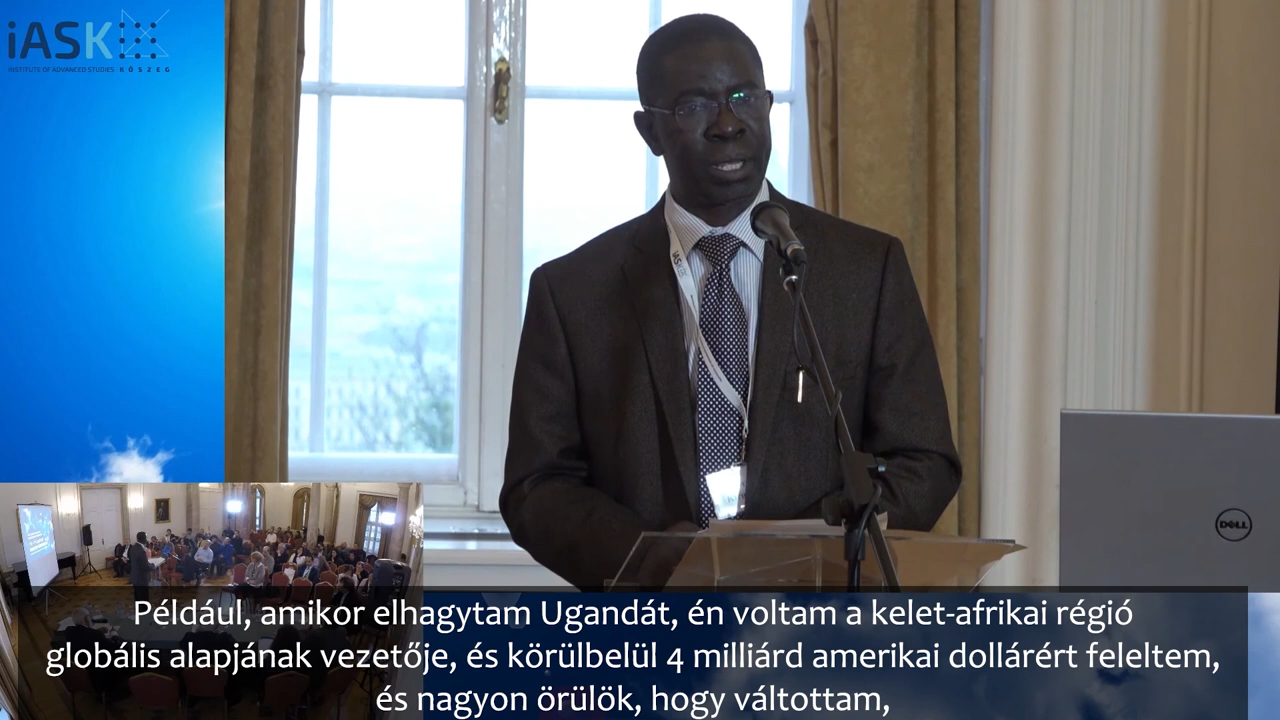 iASK
INSTITUTE OF ADVANCED STUDIES KŐSZEG
iASK
DELL
Például, amikor elhagytam Ugandát, én voltam a kelet-afrikai régió
globális alapjának vezetője, és körülbelül 4 milliárd amerikai dollárért feleltem,
és nagyon örülök, hogy váltottam,